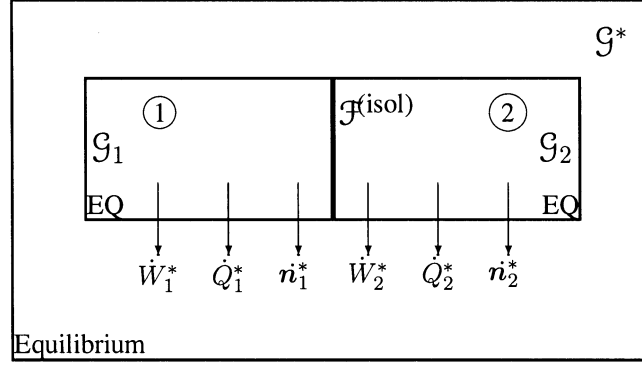 𝒢*
① ℱ(isol) ②
𝒢₁ 𝒢₂
EQ EQ
Ẇ₁* Q̇₁* ṅ₁* Ẇ₂* Q̇₂* ṅ₂*
Equilibrium